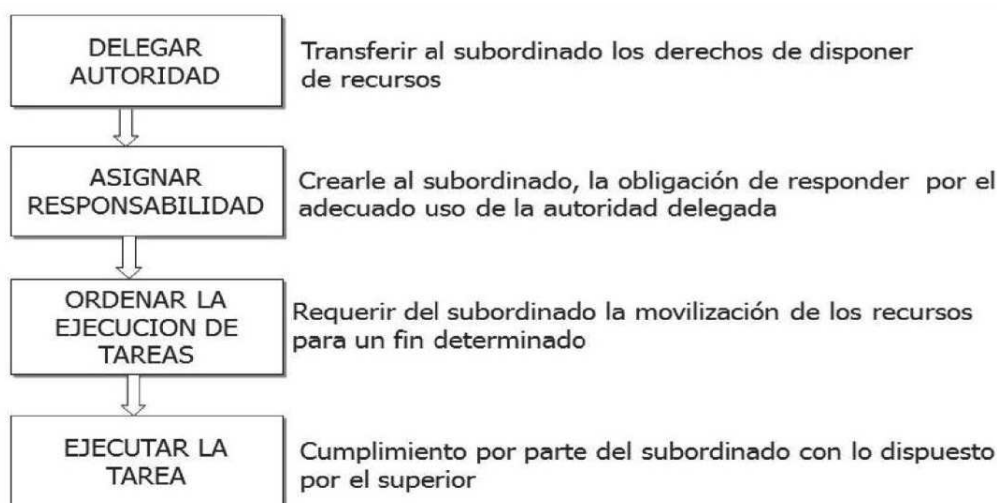 DELEGAR
AUTORIDAD
Transferir al subordinado los derechos de disponer
de recursos
ASIGNAR
RESPONSABILIDAD
Crearle al subordinado, la obligación de responder por el
adecuado uso de la autoridad delegada
ORDENAR LA
EJECUCION DE
TAREAS
Requerir del subordinado la movilización de los recursos
para un fin determinado
EJECUTAR LA
TAREA
Cumplimiento por parte del subordinado con lo dispuesto
por el superior